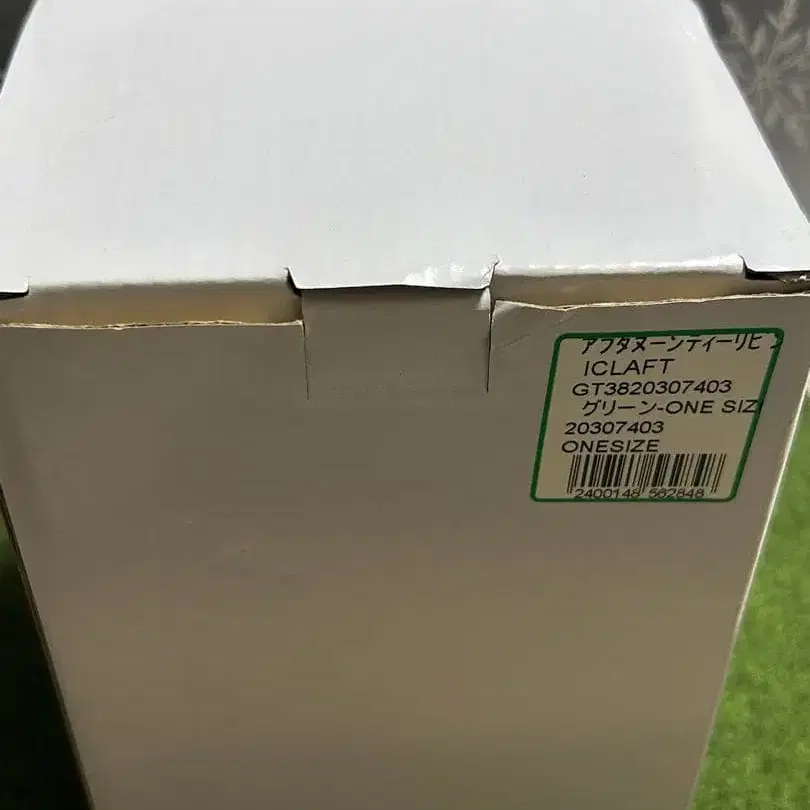 アフタヌーンティーリビ
ICLAFT
GT3820307403
グリーン-ONE SIZ
20307403
ONESIZE
2400148 562848